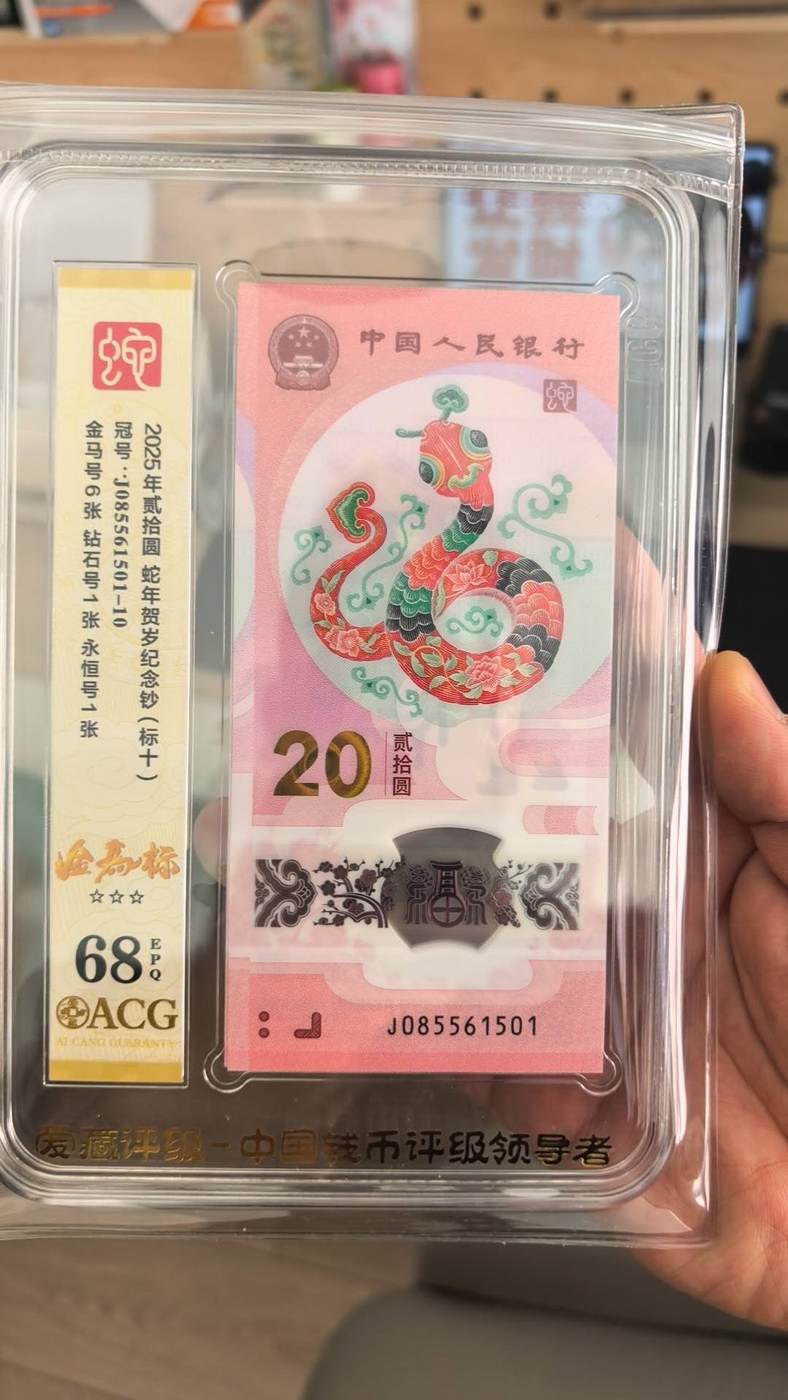 蛇
2025年贰拾圆 蛇年贺岁纪念钞(标十)
冠号:J085561501-10
金马号6张 钻石号1张 永恒号1张
金马标
☆☆☆
68 EPQ
ACG
AI CANG GUARANTY
中国人民银行
蛇
20 贰拾圆
福
J085561501
爱藏评级-中国钱币评级领导者